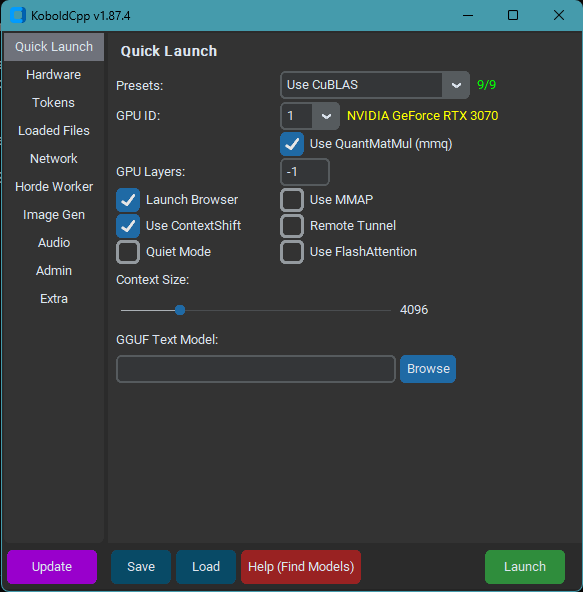 KoboldCpp v1.87.4
Quick Launch
Hardware
Tokens
Loaded Files
Network
Horde Worker
Image Gen
Audio
Admin
Extra
Quick Launch
Presets: Use CuBLAS 9/9
GPU ID: 1 NVIDIA GeForce RTX 3070
Use QuantMatMul (mmq)
GPU Layers: -1
Launch Browser Use MMAP
Use ContextShift Remote Tunnel
Quiet Mode Use FlashAttention
Context Size:
4096
GGUF Text Model:
Browse
Update Save Load Help (Find Models) Launch